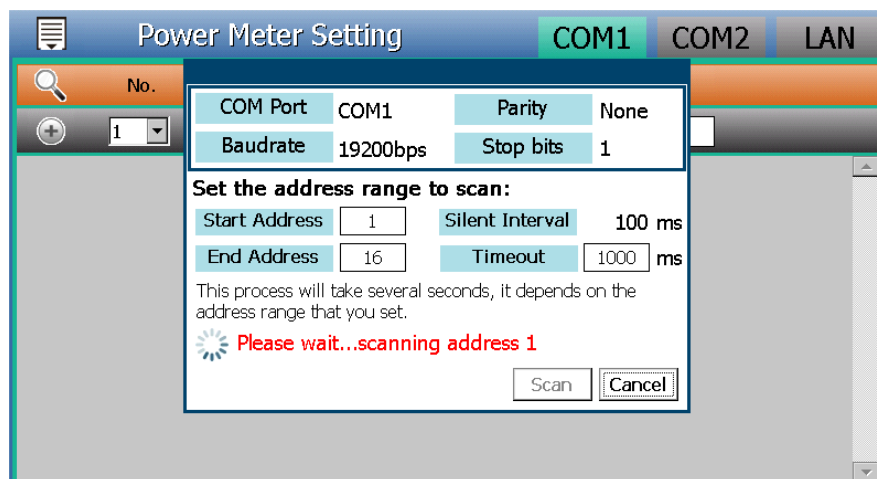 Power Meter Setting COM1 COM2 LAN
No.
1
COM Port COM1 Parity None
Baudrate 19200bps Stop bits 1
Set the address range to scan:
Start Address 1 Silent Interval 100 ms
End Address 16 Timeout 1000 ms
This process will take several seconds, it depends on the
address range that you set.
Please wait...scanning address 1
Scan Cancel